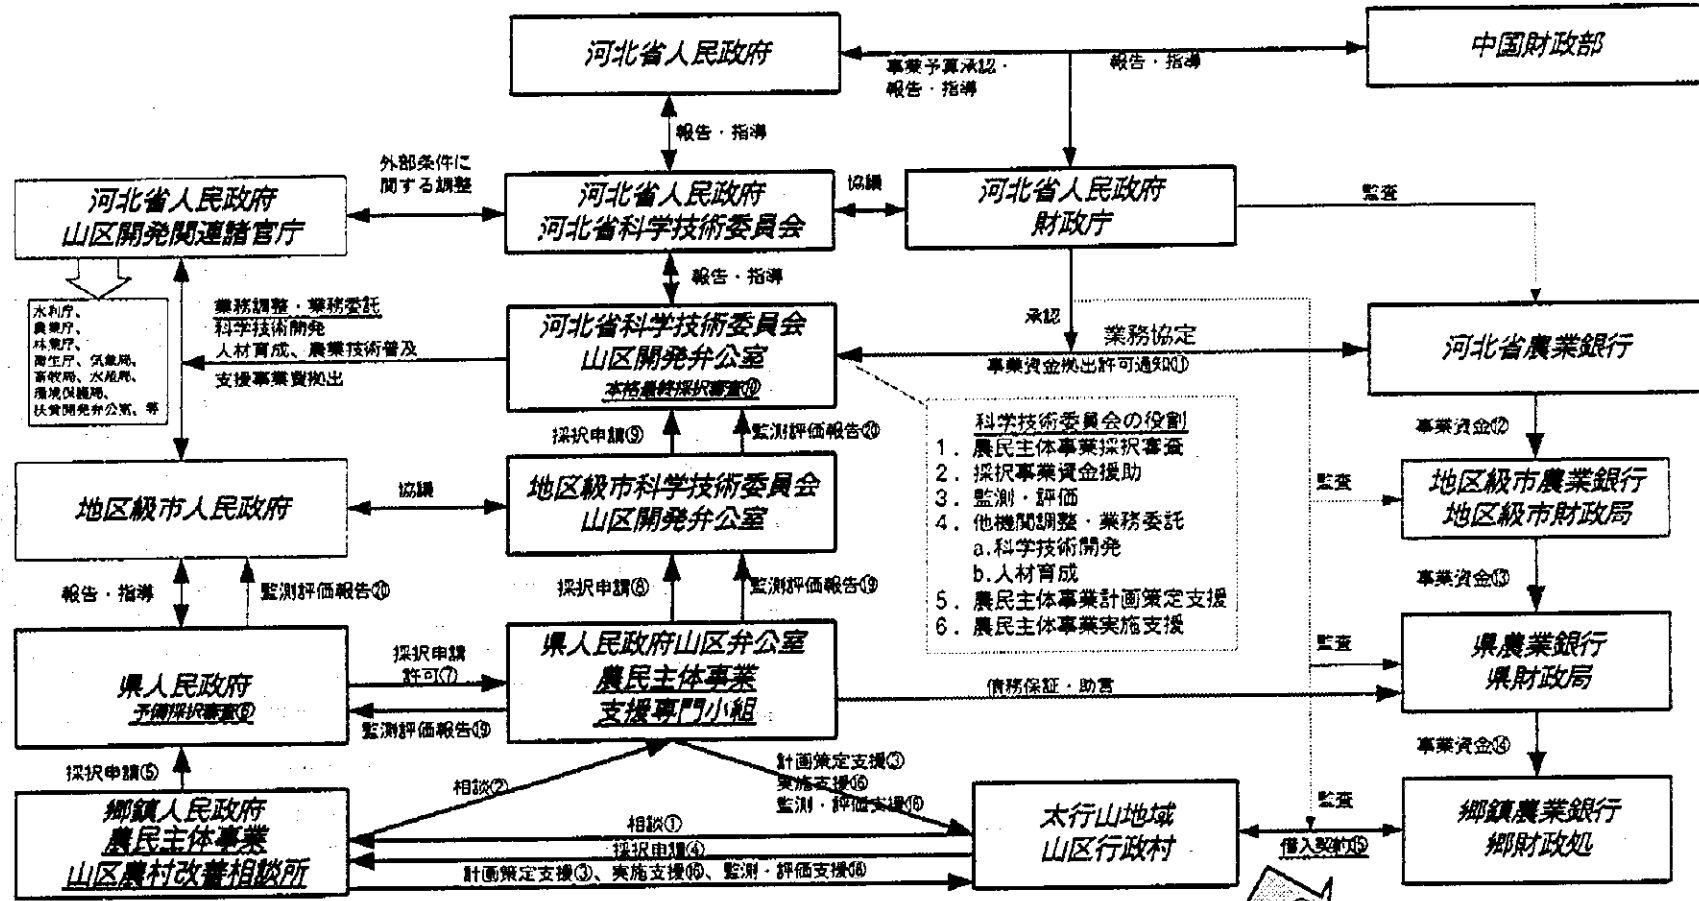 河北省人民政府
中国財政部
事業予算承認・
報告・指導
報告・指導
報告・指導
外部条件に
関する調整
河北省人民政府
山区開発関連諸官庁
河北省人民政府
河北省科学技術委員会
協議
河北省人民政府
財政庁
監査
報告・指導
水利庁、
農業庁、
林業庁、
衛生庁、気象局、
畜牧局、水産局、
環境保護局、
扶貧開発弁公室、等
業務調整・業務委託
科学技術開発
人材育成、農業技術普及
支援事業費拠出
河北省科学技術委員会
山区開発弁公室
本格最終採択審査⑩
承認
業務協定
事業資金拠出許可通知⑪
河北省農業銀行
採択申請⑨
監測評価報告⑳
科学技術委員会の役割
1. 農民主体事業採択審査
2. 採択事業資金援助
3. 監測・評価
4. 他機関調整・業務委託
a.科学技術開発
b.人材育成
5. 農民主体事業計画策定支援
6. 農民主体事業実施支援
事業資金⑫
地区級市人民政府
協議
地区級市科学技術委員会
山区開発弁公室
監査
地区級市農業銀行
地区級市財政局
報告・指導
監測評価報告⑳
採択申請⑧
監測評価報告⑲
事業資金⑬
県人民政府
予備採択審査⑥
採択申請
許可⑦
監測評価報告⑲
県人民政府山区弁公室
農民主体事業
支援専門小組
債務保証・助言
監査
県農業銀行
県財政局
採択申請⑤
相談②
計画策定支援③
実施支援⑯
監測・評価支援⑱
事業資金⑭
郷鎮人民政府
農民主体事業
山区農村改善相談所
相談①
採択申請④
計画策定支援③、実施支援⑯、監測・評価支援⑱
太行山地域
山区行政村
監査
借入契約⑮
郷鎮農業銀行
郷財政処